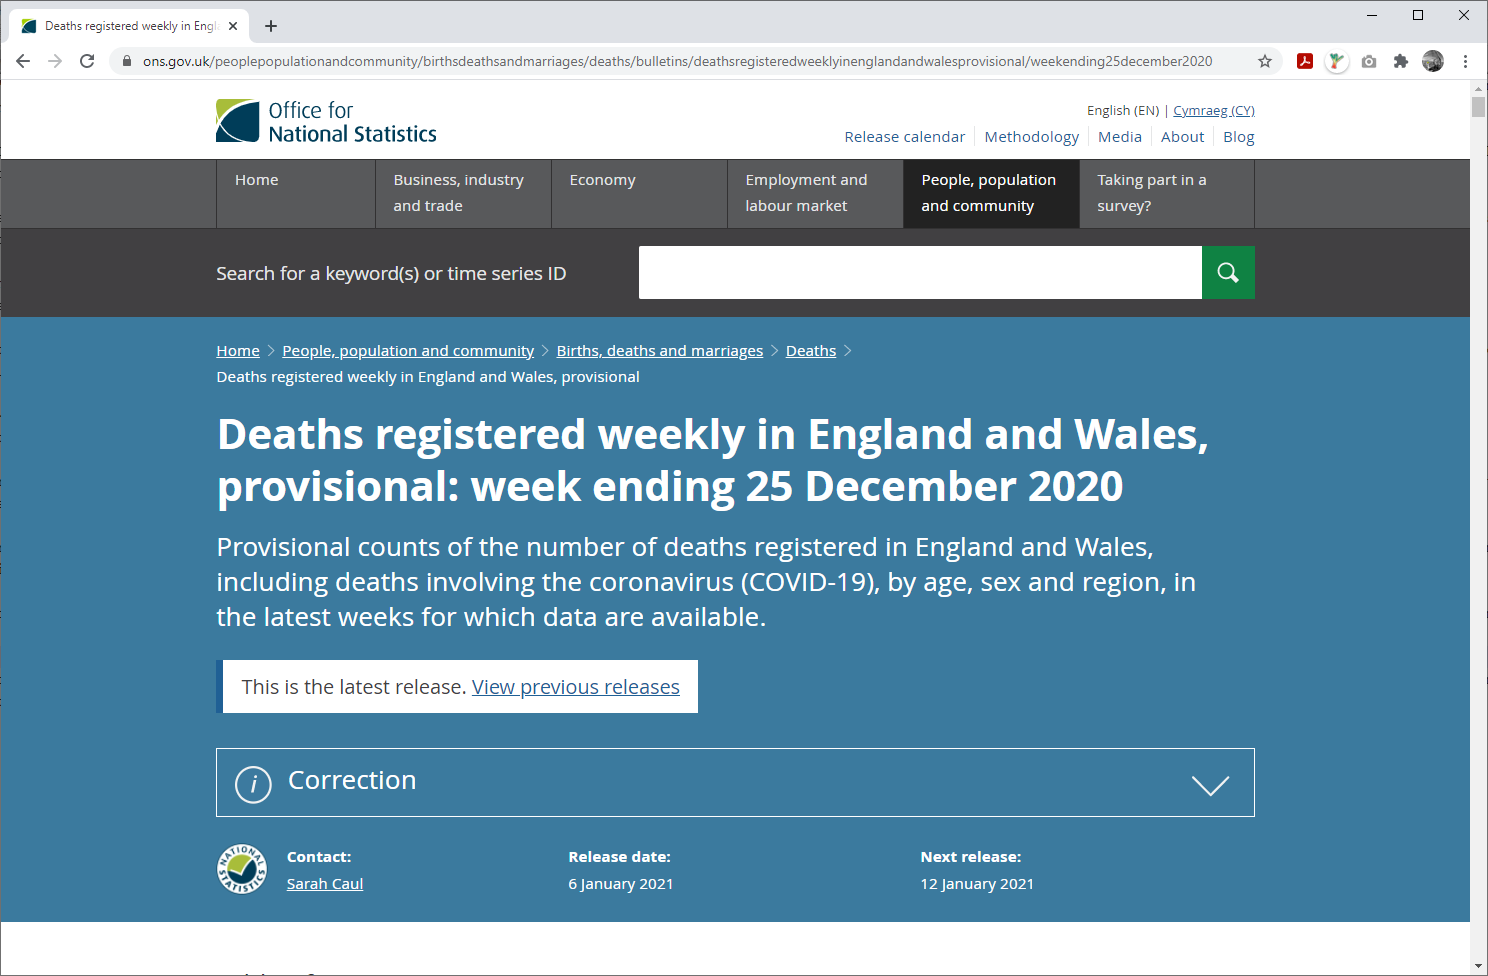 Deaths registered weekly in Engl
ons.gov.uk/peoplepopulationandcommunity/birthsdeathsandmarriages/deaths/bulletins/deathsregisteredweeklyinenglandandwalesprovisional/weekending25december2020
Office for
National Statistics
English (EN) | Cymraeg (CY)
Release calendar
Methodology
Media
About
Blog
Home
Business, industry
and trade
Economy
Employment and
labour market
People, population
and community
Taking part in a
survey?
Search for a keyword(s) or time series ID
Home > People, population and community > Births, deaths and marriages > Deaths >
Deaths registered weekly in England and Wales, provisional
Deaths registered weekly in England and Wales,
provisional: week ending 25 December 2020
Provisional counts of the number of deaths registered in England and Wales,
including deaths involving the coronavirus (COVID-19), by age, sex and region, in
the latest weeks for which data are available.
This is the latest release. View previous releases
i Correction
NATIONAL STATISTICS
Contact:
Sarah Caul
Release date:
6 January 2021
Next release:
12 January 2021